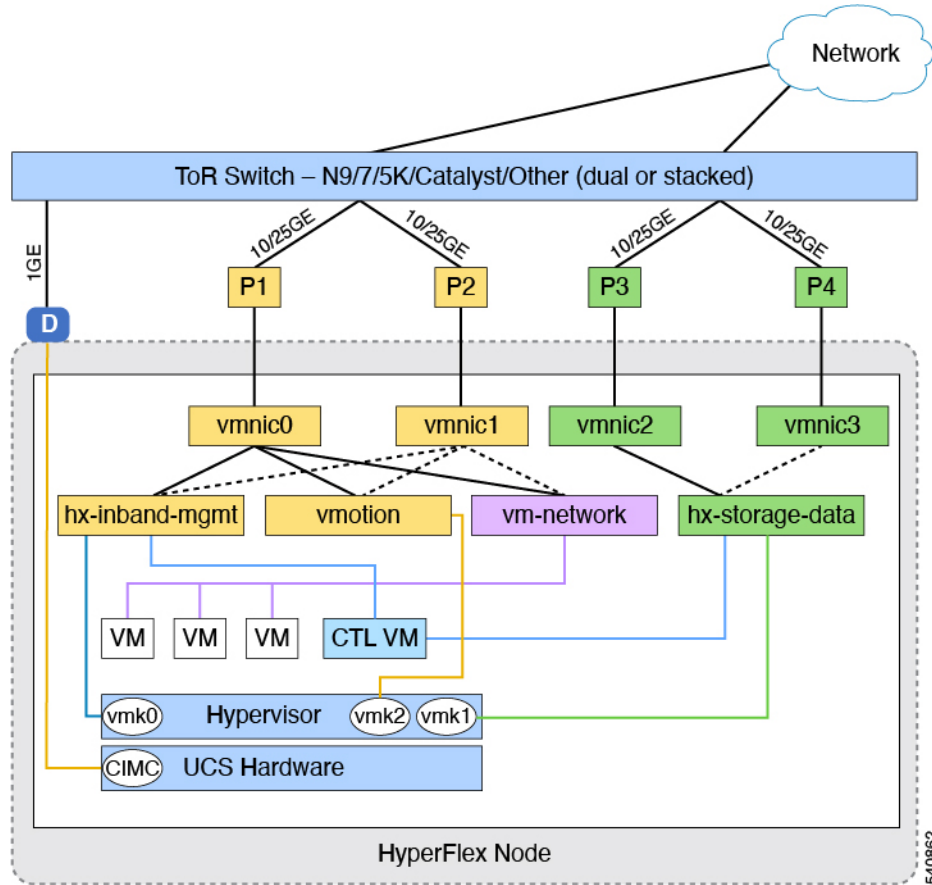 Network
ToR Switch – N9/7/5K/Catalyst/Other (dual or stacked)
1GE
10/25GE
10/25GE
10/25GE
10/25GE
P1
P2
P3
P4
D
vmnic0
vmnic1
vmnic2
vmnic3
hx-inband-mgmt
vmotion
vm-network
hx-storage-data
VM
VM
VM
CTL VM
vmk0
Hypervisor
vmk2
vmk1
CIMC
UCS Hardware
HyperFlex Node
540862